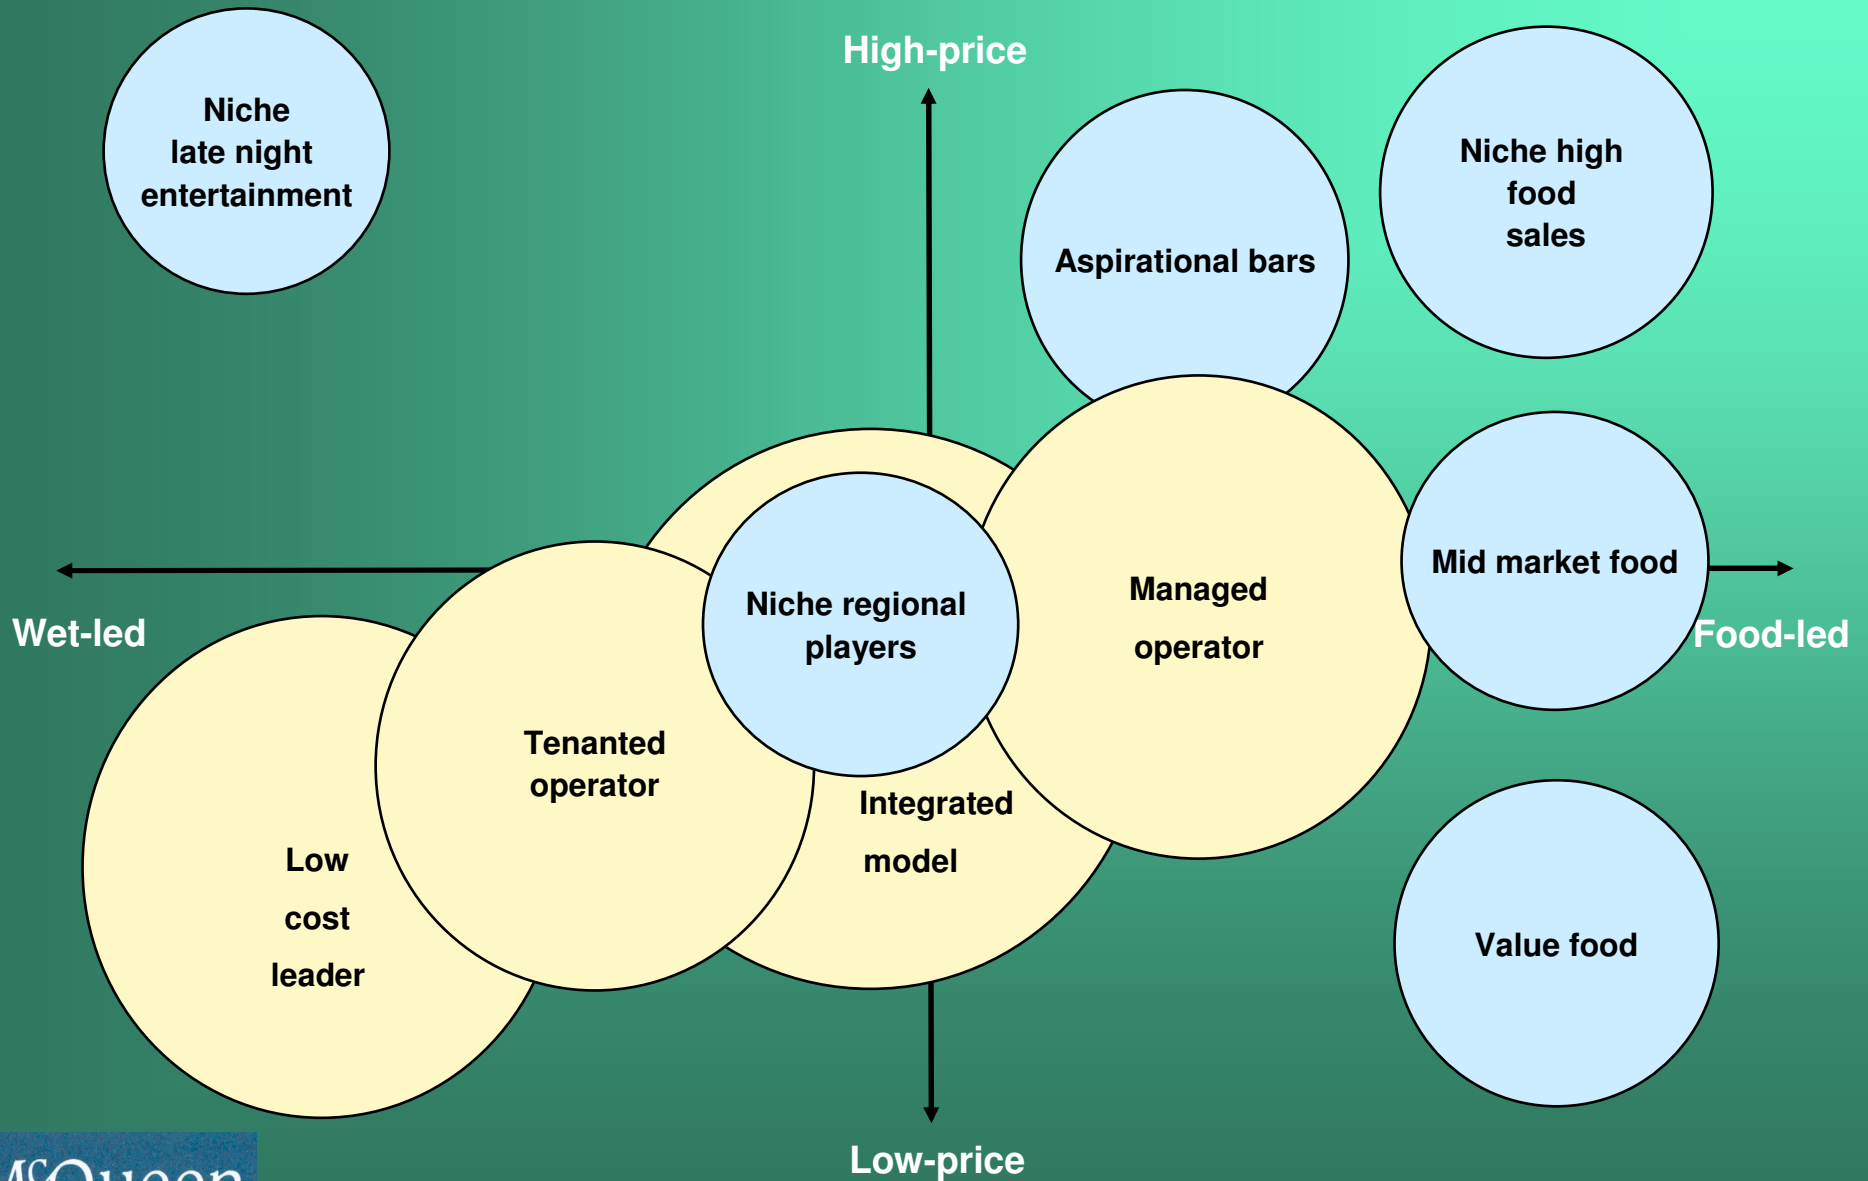 High-price
Niche
late night
entertainment
Niche high
food
sales
Aspirational bars
Mid market food
Managed
operator
Niche regional
players
Wet-led
Food-led
Tenanted
operator
Integrated
model
Low
cost
leader
Value food
Low-price
McQueen